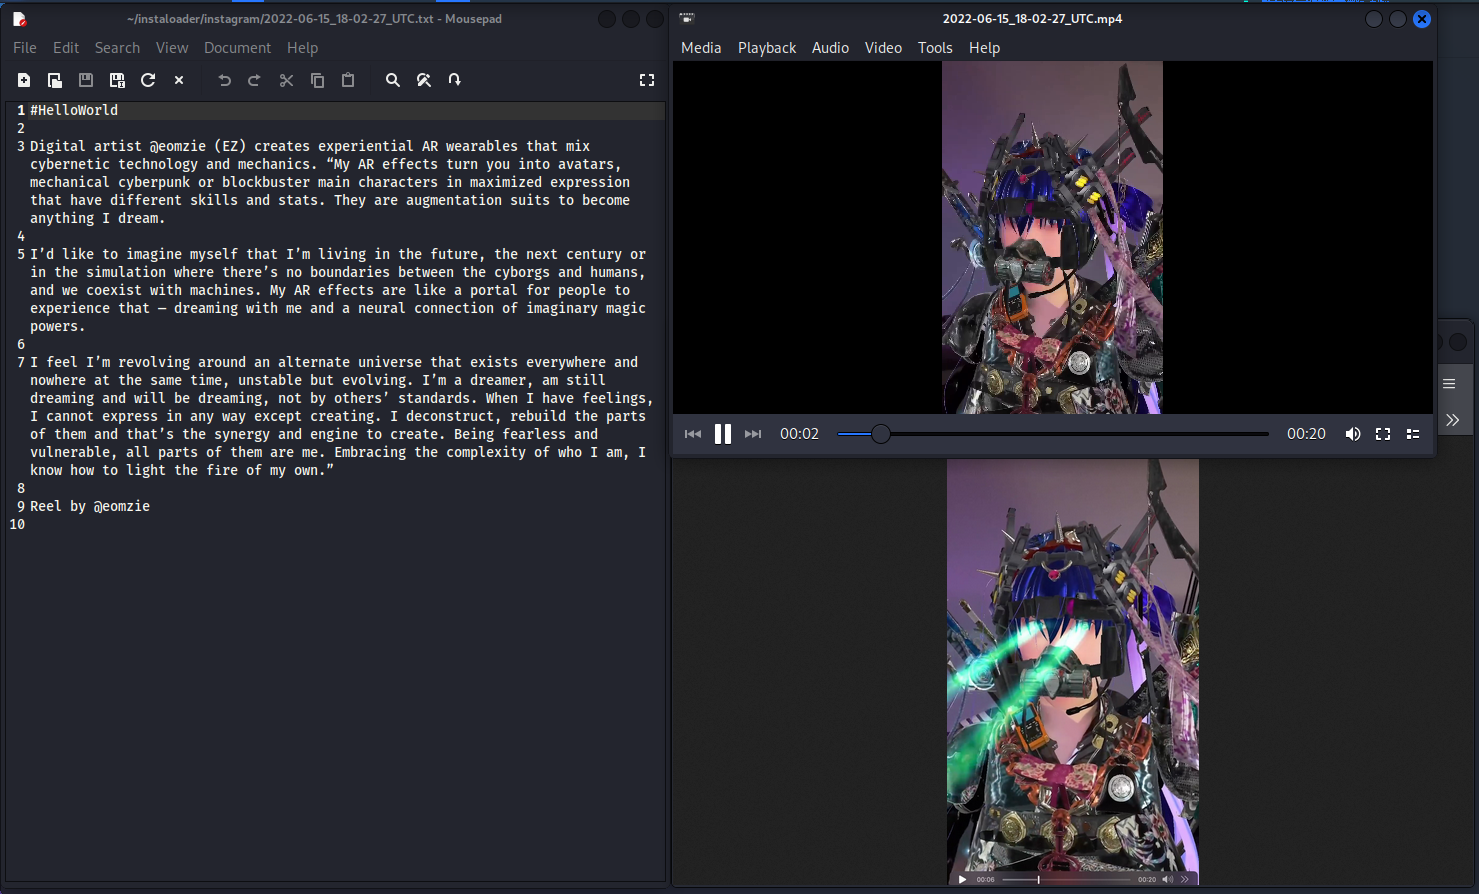 ~/instaloader/instagram/2022-06-15_18-02-27_UTC.txt - Mousepad
File Edit Search View Document Help
1 #HelloWorld
2
3 Digital artist @eomzie (EZ) creates experiential AR wearables that mix
cybernetic technology and mechanics. “My AR effects turn you into avatars,
mechanical cyberpunk or blockbuster main characters in maximized expression
that have different skills and stats. They are augmentation suits to become
anything I dream.
4
5 I’d like to imagine myself that I’m living in the future, the next century or
in the simulation where there’s no boundaries between the cyborgs and humans,
and we coexist with machines. My AR effects are like a portal for people to
experience that — dreaming with me and a neural connection of imaginary magic
powers.
6
7 I feel I’m revolving around an alternate universe that exists everywhere and
nowhere at the same time, unstable but evolving. I’m a dreamer, am still
dreaming and will be dreaming, not by others’ standards. When I have feelings,
I cannot express in any way except creating. I deconstruct, rebuild the parts
of them and that’s the synergy and engine to create. Being fearless and
vulnerable, all parts of them are me. Embracing the complexity of who I am, I
know how to light the fire of my own.”
8
9 Reel by @eomzie
10
2022-06-15_18-02-27_UTC.mp4
Media Playback Audio Video Tools Help
00:02 00:20
00:06 00:20